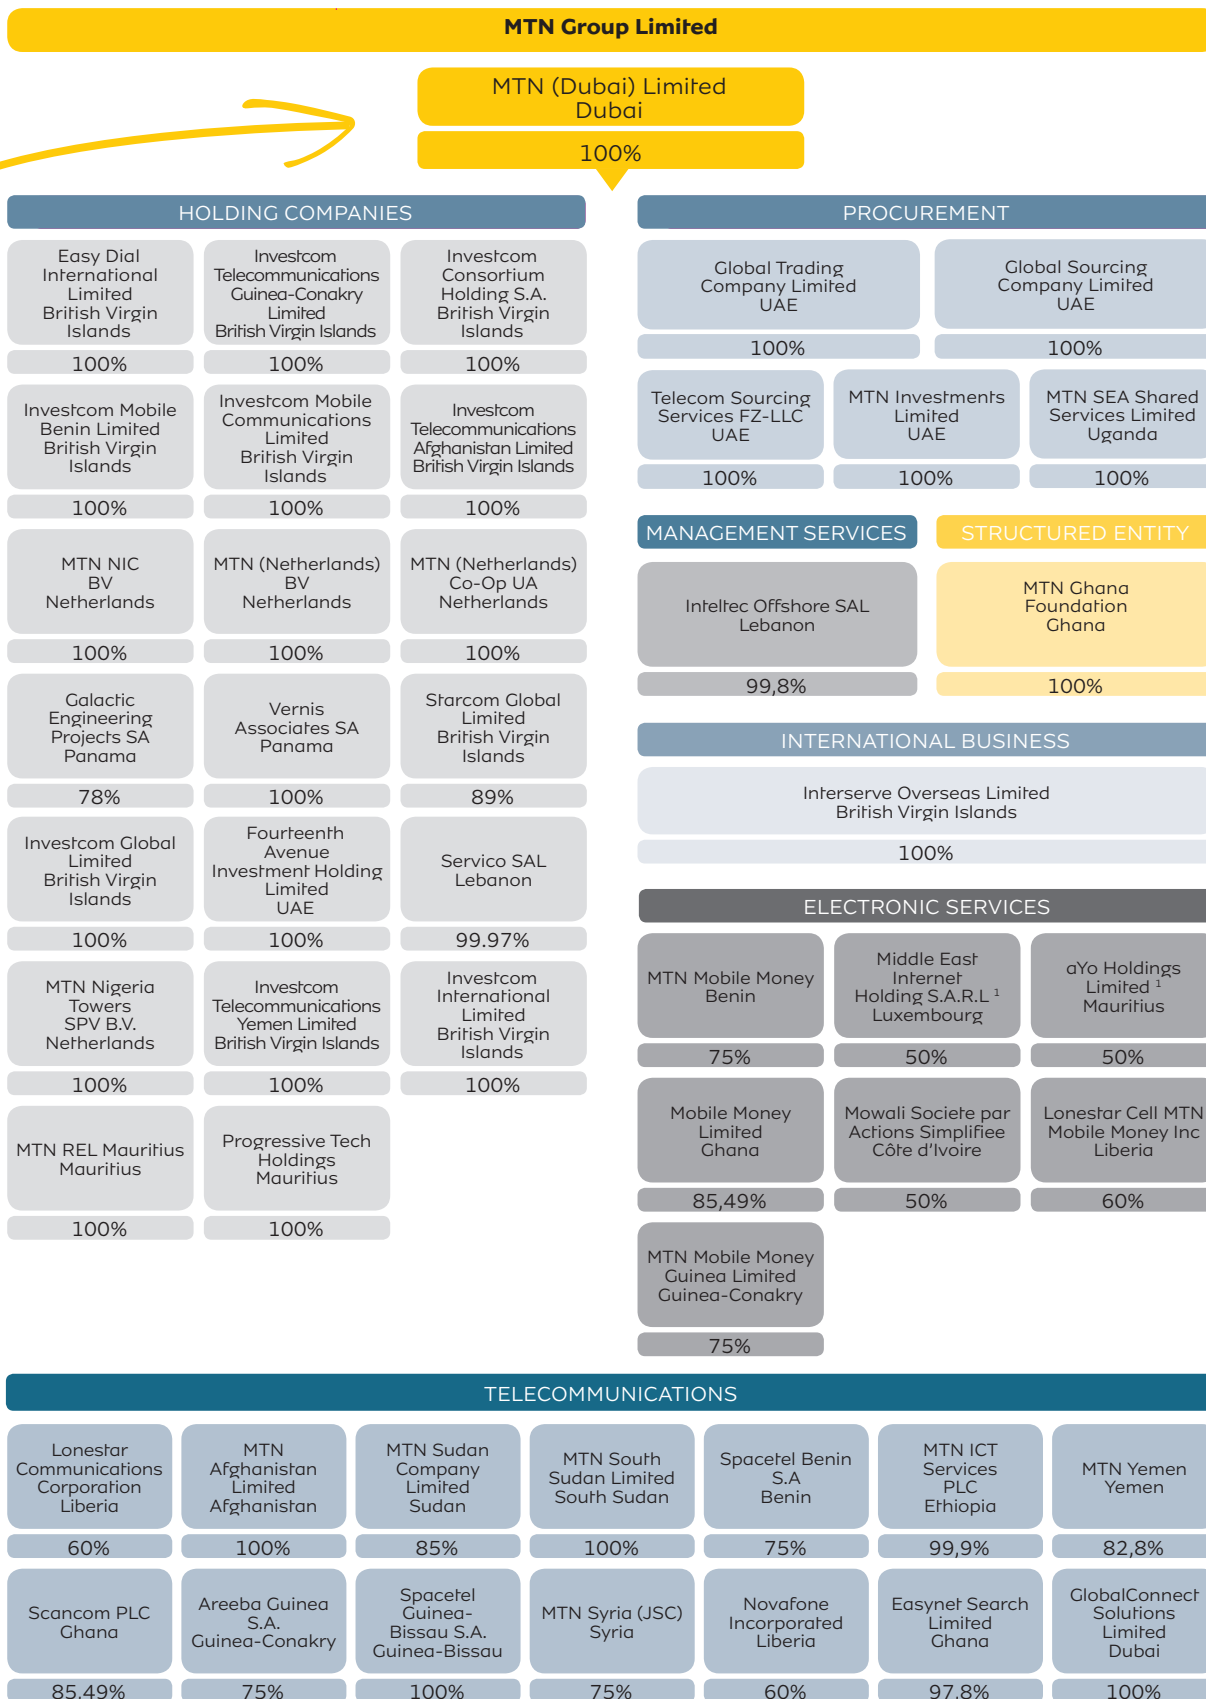 MTN Group Limited
MTN (Dubai) Limited
Dubai
100%
HOLDING COMPANIES
Easy Dial
International
Limited
British Virgin
Islands
100%
Investcom
Telecommunications
Guinea-Conakry
Limited
British Virgin Islands
100%
Investcom
Consortium
Holding S.A.
British Virgin
Islands
100%
Investcom Mobile
Benin Limited
British Virgin
Islands
100%
Investcom Mobile
Communications
Limited
British Virgin
Islands
100%
Investcom
Telecommunications
Afghanistan Limited
British Virgin Islands
100%
MTN NIC
BV
Netherlands
100%
MTN (Netherlands)
BV
Netherlands
100%
MTN (Netherlands)
Co-Op UA
Netherlands
100%
Galactic
Engineering
Projects SA
Panama
78%
Vernis
Associates SA
Panama
100%
Starcom Global
Limited
British Virgin
Islands
89%
Investcom Global
Limited
British Virgin
Islands
100%
Fourteenth
Avenue
Investment Holding
Limited
UAE
100%
Servico SAL
Lebanon
99.97%
MTN Nigeria
Towers
SPV B.V.
Netherlands
100%
Investcom
Telecommunications
Yemen Limited
British Virgin Islands
100%
Investcom
International
Limited
British Virgin
Islands
100%
MTN REL Mauritius
Mauritius
100%
Progressive Tech
Holdings
Mauritius
100%
PROCUREMENT
Global Trading
Company Limited
UAE
100%
Global Sourcing
Company Limited
UAE
100%
Telecom Sourcing
Services FZ-LLC
UAE
100%
MTN Investments
Limited
UAE
100%
MTN SEA Shared
Services Limited
Uganda
100%
MANAGEMENT SERVICES
Inteltec Offshore SAL
Lebanon
99,8%
STRUCTURED ENTITY
MTN Ghana
Foundation
Ghana
100%
INTERNATIONAL BUSINESS
Interserve Overseas Limited
British Virgin Islands
100%
ELECTRONIC SERVICES
MTN Mobile Money
Benin
75%
Middle East
Internet
Holding S.A.R.L ¹
Luxembourg
50%
aYo Holdings
Limited ¹
Mauritius
50%
Mobile Money
Limited
Ghana
85,49%
Mowali Societe par
Actions Simplifiee
Côte d'Ivoire
50%
Lonestar Cell MTN
Mobile Money Inc
Liberia
60%
MTN Mobile Money
Guinea Limited
Guinea-Conakry
75%
TELECOMMUNICATIONS
Lonestar
Communications
Corporation
Liberia
60%
MTN
Afghanistan
Limited
Afghanistan
100%
MTN Sudan
Company
Limited
Sudan
85%
MTN South
Sudan Limited
South Sudan
100%
Spacetel Benin
S.A
Benin
75%
MTN ICT
Services
PLC
Ethiopia
99,9%
MTN Yemen
Yemen
82,8%
Scancom PLC
Ghana
85,49%
Areeba Guinea
S.A.
Guinea-Conakry
75%
Spacetel
Guinea-
Bissau S.A.
Guinea-Bissau
100%
MTN Syria (JSC)
Syria
75%
Novafone
Incorporated
Liberia
60%
Easynet Search
Limited
Ghana
97,8%
GlobalConnect
Solutions
Limited
Dubai
100%